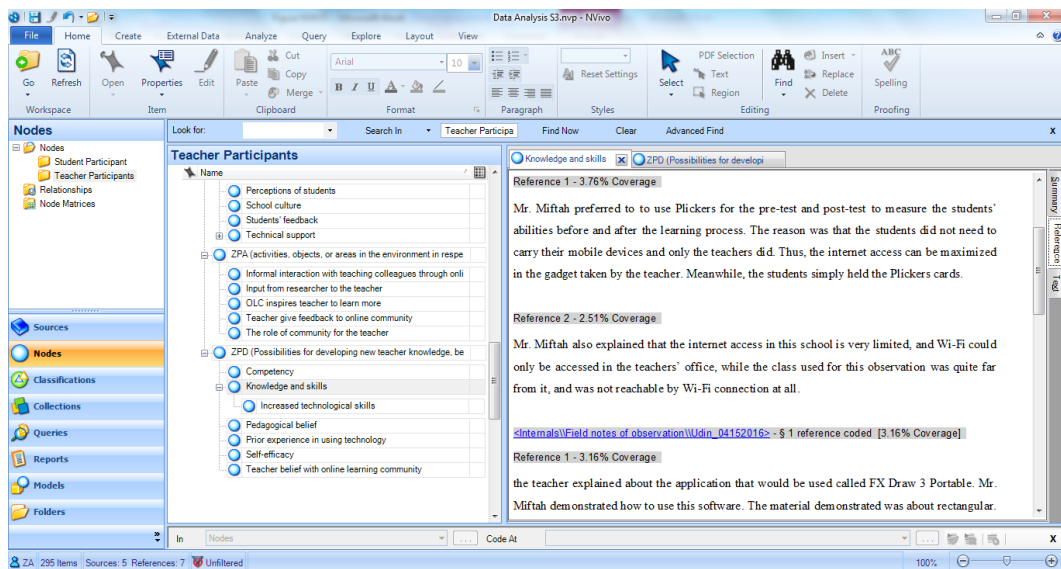 Data Analysis S3.nvp - NVivo
File Home Create External Data Analyze Query Explore Layout View
Go
Refresh
Open
Properties
Edit
Paste
Cut
Copy
Merge
Arial
10
B I U A
Reset Settings
Select
PDF Selection
Text
Region
Find
Insert
Replace
Delete
ABC
Spelling
Workspace Item Clipboard Format Paragraph Styles Editing Proofing
Nodes
Look for: Search In Teacher Participa Find Now Clear Advanced Find x
Nodes
Student Participant
Teacher Participants
Relationships
Node Matrices
Sources
Nodes
Classifications
Collections
Queries
Reports
Models
Folders
Teacher Participants
Name
Perceptions of students
School culture
Students' feedback
Technical support
ZPA (activities, objects, or areas in the environment in respe
Informal interaction with teaching colleagues through onli
Input from researcher to the teacher
OLC inspires teacher to learn more
Teacher give feedback to online community
The role of community for the teacher
ZPD (Possibilities for developing new teacher knowledge, be
Competency
Knowledge and skills
Increased technological skills
Pedagogical belief
Prior experience in using technology
Self-efficacy
Teacher belief with online learning community
Knowledge and skills ZPD (Possibilities for developi
Reference 1 - 3.76% Coverage
Mr. Miftah preferred to to use Plickers for the pre-test and post-test to measure the students'
abilities before and after the learning process. The reason was that the students did not need to
carry their mobile devices and only the teachers did. Thus, the internet access can be maximized
in the gadget taken by the teacher. Meanwhile, the students simply held the Plickers cards.
Reference 2 - 2.51% Coverage
Mr. Miftah also explained that the internet access in this school is very limited, and Wi-Fi could
only be accessed in the teachers' office, while the class used for this observation was quite far
from it, and was not reachable by Wi-Fi connection at all.
<Internals\\Field notes of observation\\Udin_04152016> - § 1 reference coded [3.16% Coverage]
Reference 1 - 3.16% Coverage
the teacher explained about the application that would be used called FX Draw 3 Portable. Mr.
Miftah demonstrated how to use this software. The material demonstrated was about rectangular.
Summary
Reference
Text
In Nodes ... Code At ... x
ZA 295 Items Sources: 5 References: 7 Unfiltered 100%